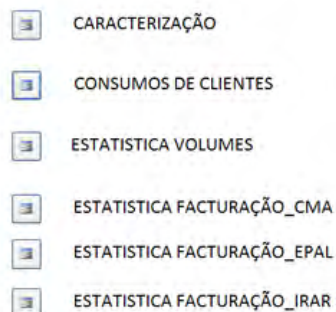 CARACTERIZAÇÃO
CONSUMOS DE CLIENTES
ESTATISTICA VOLUMES
ESTATISTICA FACTURAÇÃO_CMA
ESTATISTICA FACTURAÇÃO_EPAL
ESTATISTICA FACTURAÇÃO_IRAR